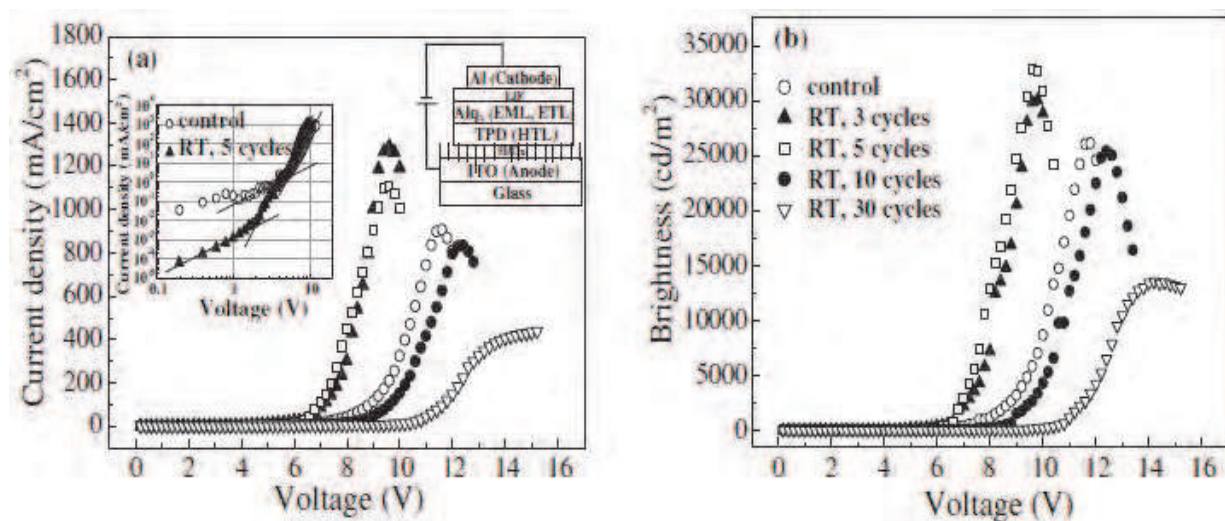 (a)
Current density (mA/cm²)
1800
1600
1400
1200
1000
800
600
400
200
0
0 2 4 6 8 10 12 14 16
Voltage (V)
Current density (mA/cm²)
control
RT, 5 cycles
0.1 1 10
Voltage (V)
Al (Cathode)
LiF
Alq₃ (EML, ETL)
TPD (HTL)
(Anode)
Glass
(b)
Brightness (cd/m²)
35000
30000
25000
20000
15000
10000
5000
0
control
RT, 3 cycles
RT, 5 cycles
RT, 10 cycles
RT, 30 cycles
0 2 4 6 8 10 12 14 16
Voltage (V)